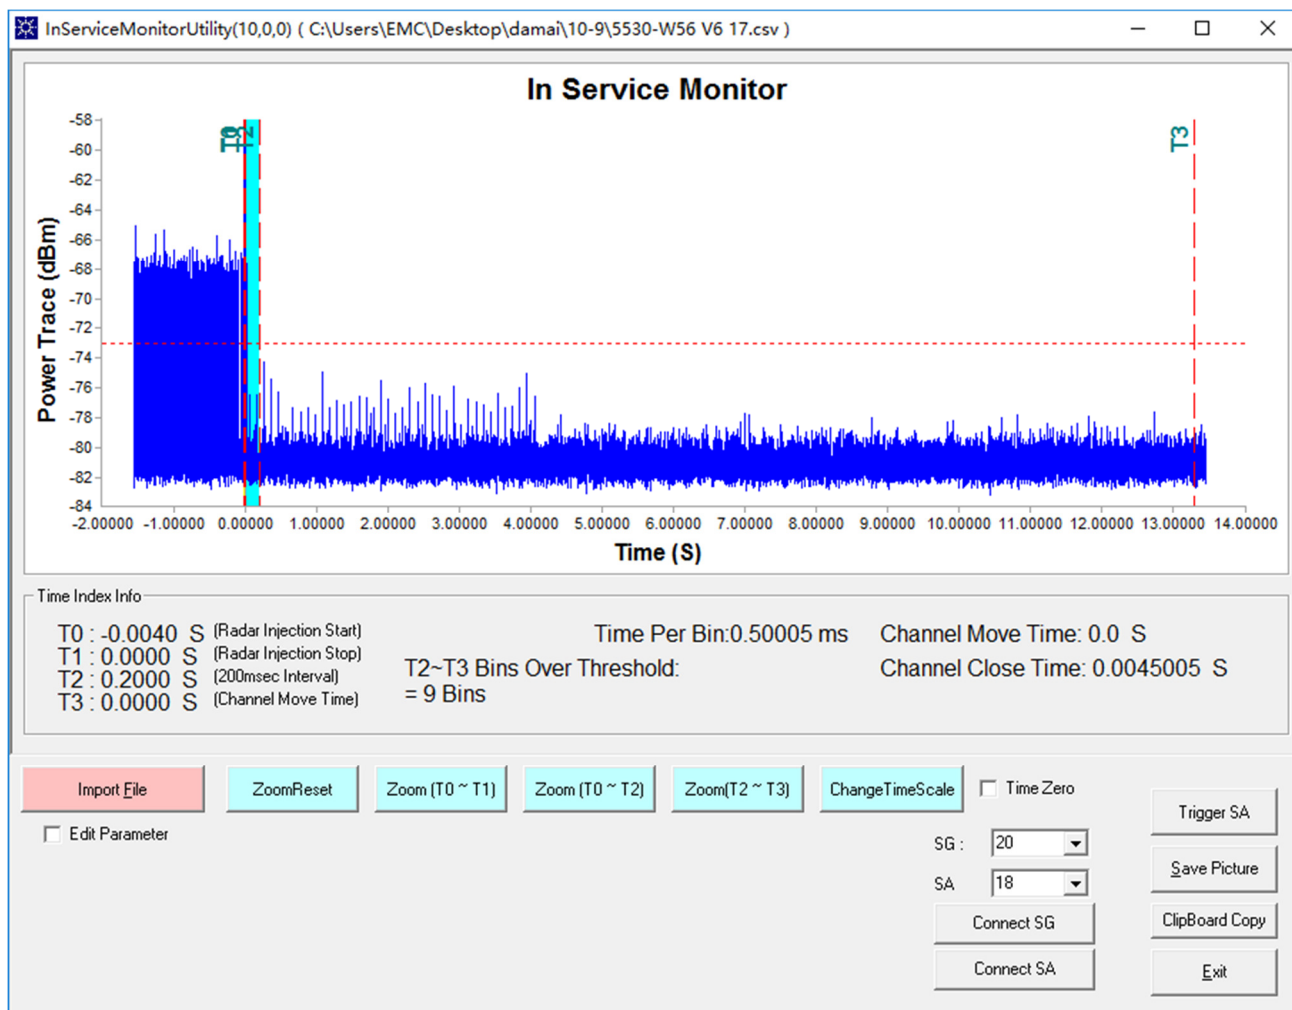 InServiceMonitorUtility(10,0,0) ( C:\Users\EMC\Desktop\damai\10-9\5530-W56 V6 17.csv )
In Service Monitor
T2
T3
Power Trace (dBm)
-58
-60
-62
-64
-66
-68
-70
-72
-74
-76
-78
-80
-82
-84
-2.00000 -1.00000 0.00000 1.00000 2.00000 3.00000 4.00000 5.00000 6.00000 7.00000 8.00000 9.00000 10.00000 11.00000 12.00000 13.00000 14.00000
Time (S)
Time Index Info
T0 : -0.0040 S (Radar Injection Start)
T1 : 0.0000 S (Radar Injection Stop)
T2 : 0.2000 S (200msec Interval)
T3 : 0.0000 S (Channel Move Time)
Time Per Bin:0.50005 ms
T2~T3 Bins Over Threshold:
= 9 Bins
Channel Move Time: 0.0 S
Channel Close Time: 0.0045005 S
Import File
ZoomReset
Zoom (T0 ~ T1)
Zoom (T0 ~ T2)
Zoom(T2 ~ T3)
ChangeTimeScale
Time Zero
Trigger SA
Edit Parameter
SG : 20
Save Picture
SA 18
Connect SG
ClipBoard Copy
Connect SA
Exit